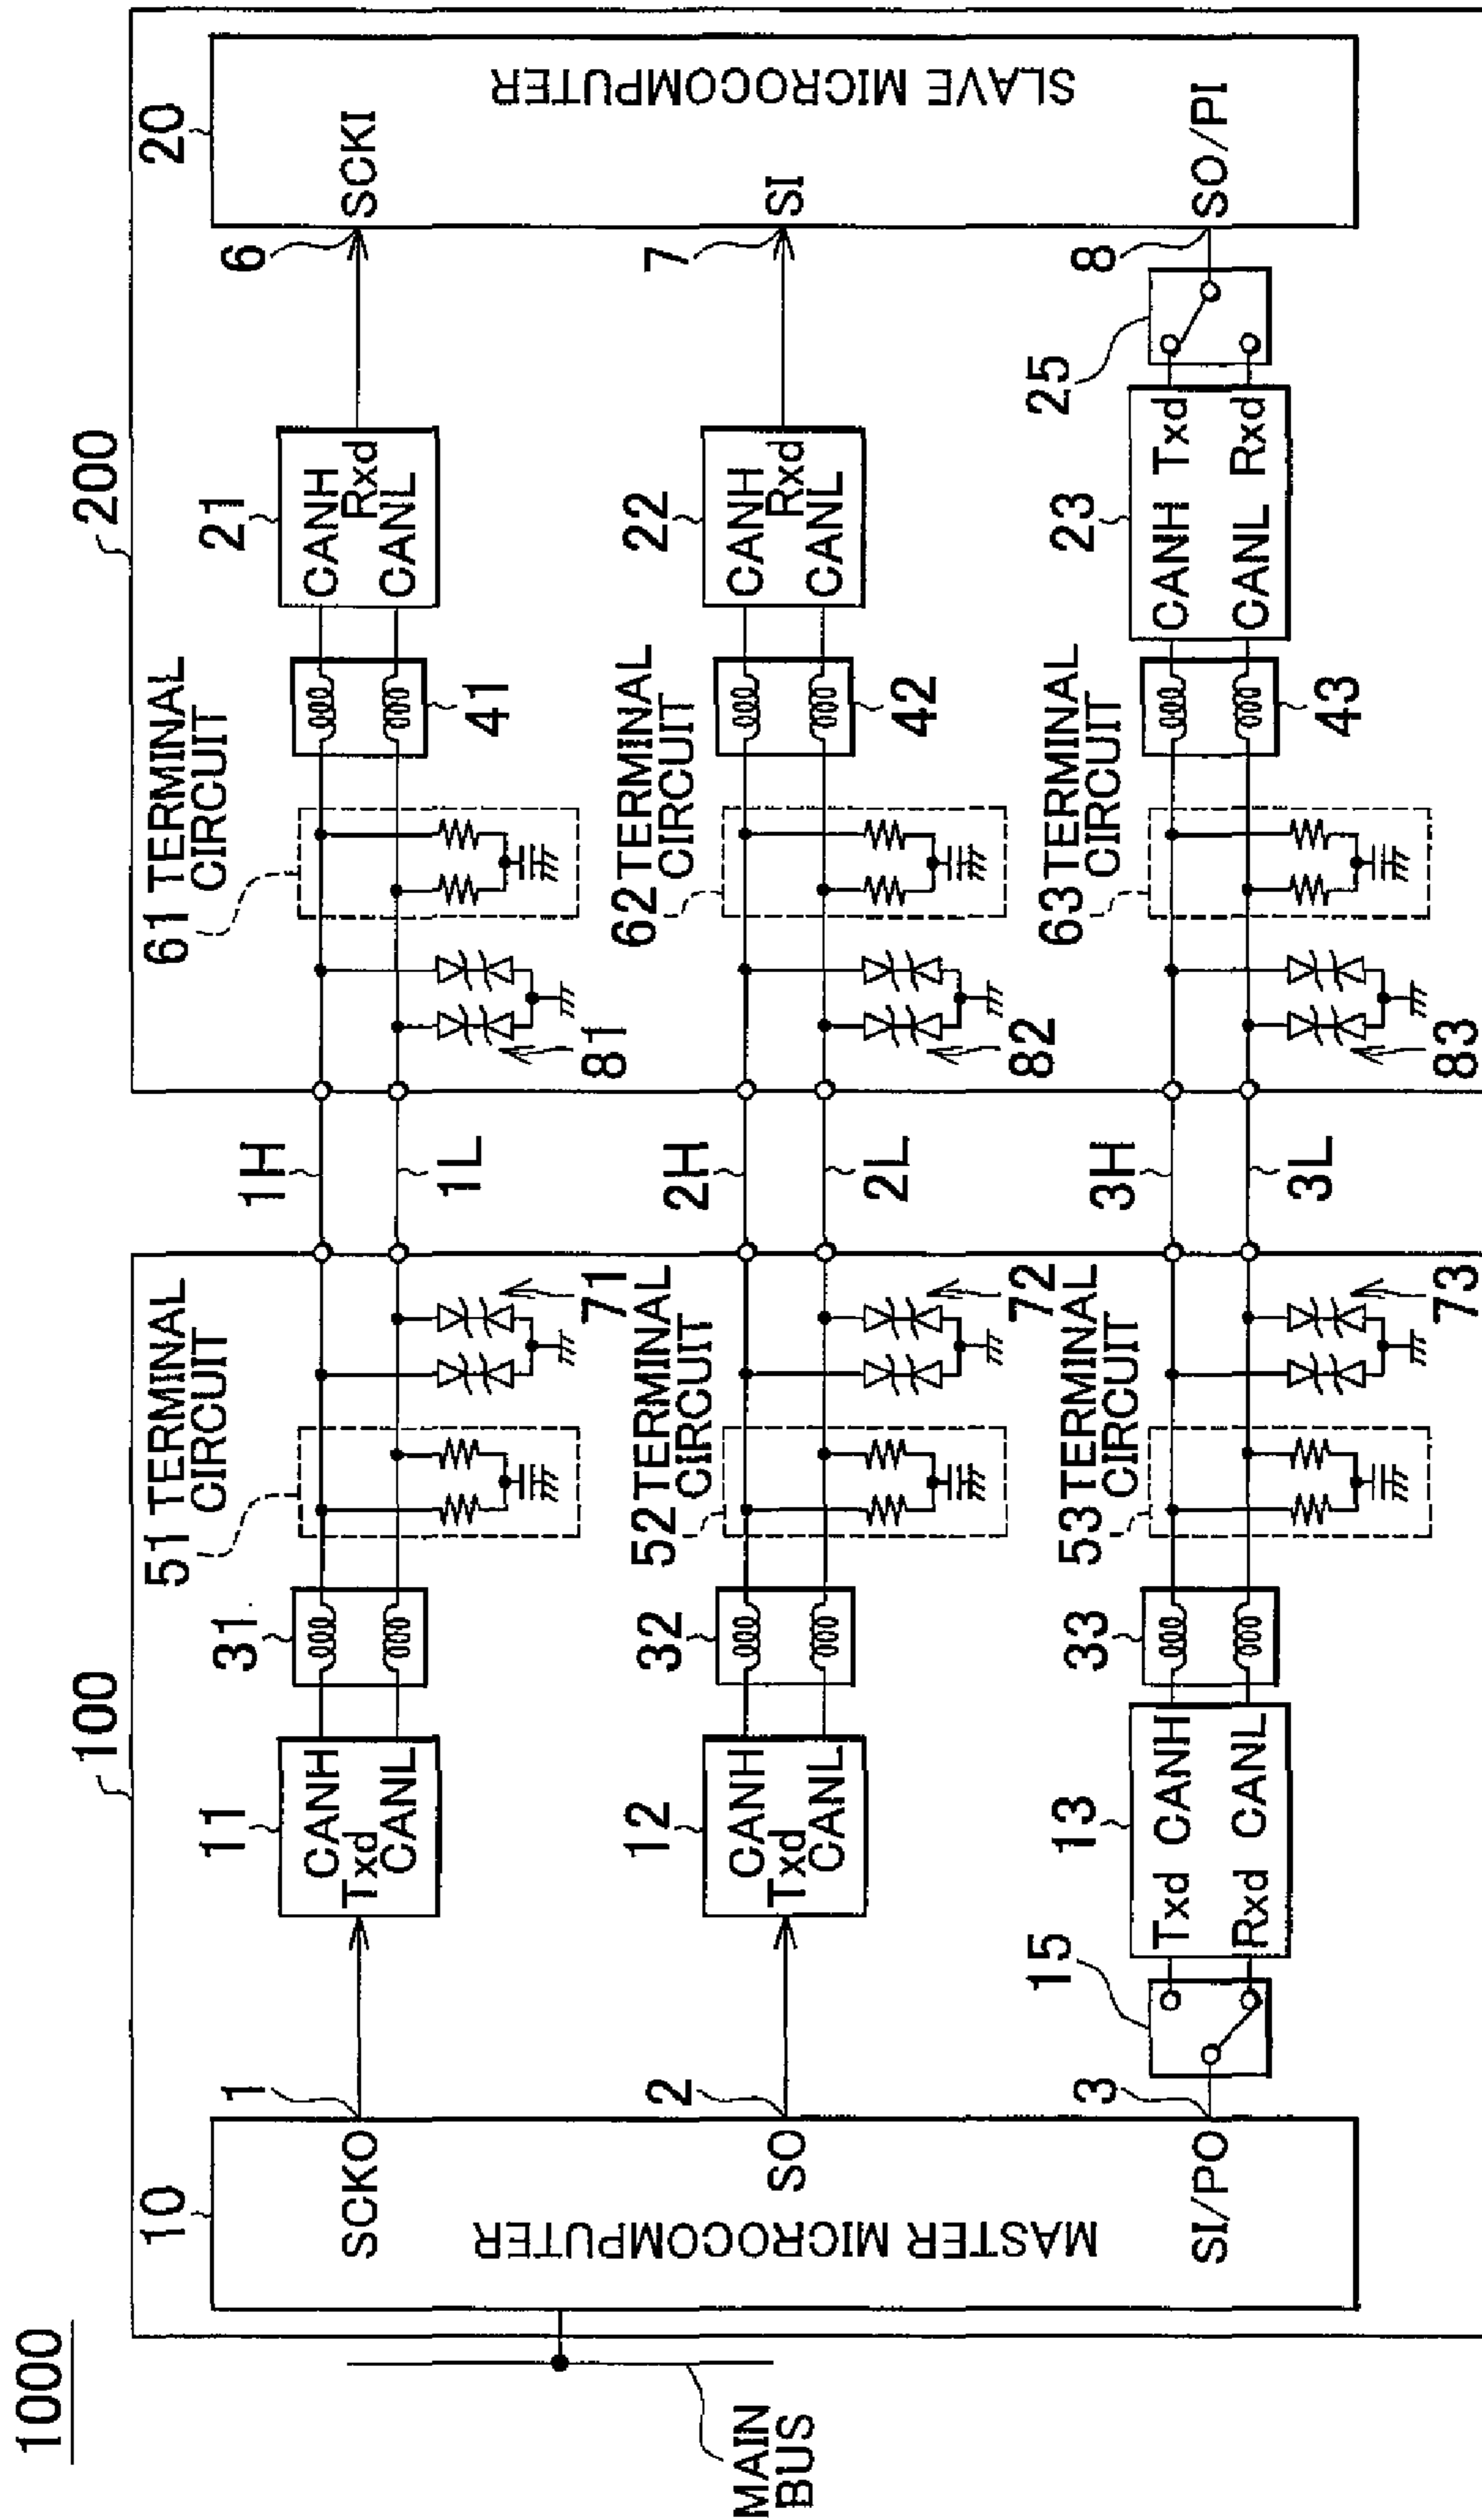 1000
100
200
10
MASTER MICROCOMPUTER
SCKO
SO
SI/PO
MAIN
BUS
1
2
3
15
11
CANH
Txd
CANL
12
CANH
Txd
CANL
13
Txd CANH
Rxd CANL
31
32
33
51 TERMINAL
CIRCUIT
52 TERMINAL
CIRCUIT
53 TERMINAL
CIRCUIT
71
72
73
1H
1L
2H
2L
3H
3L
61 TERMINAL
CIRCUIT
62 TERMINAL
CIRCUIT
63 TERMINAL
CIRCUIT
81
82
83
41
42
43
21
CANH
Rxd
CANL
22
CANH
Rxd
CANL
23
CANH Txd
CANL Rxd
25
6
7
8
20
SCKI
SI
SO/PI
SLAVE MICROCOMPUTER